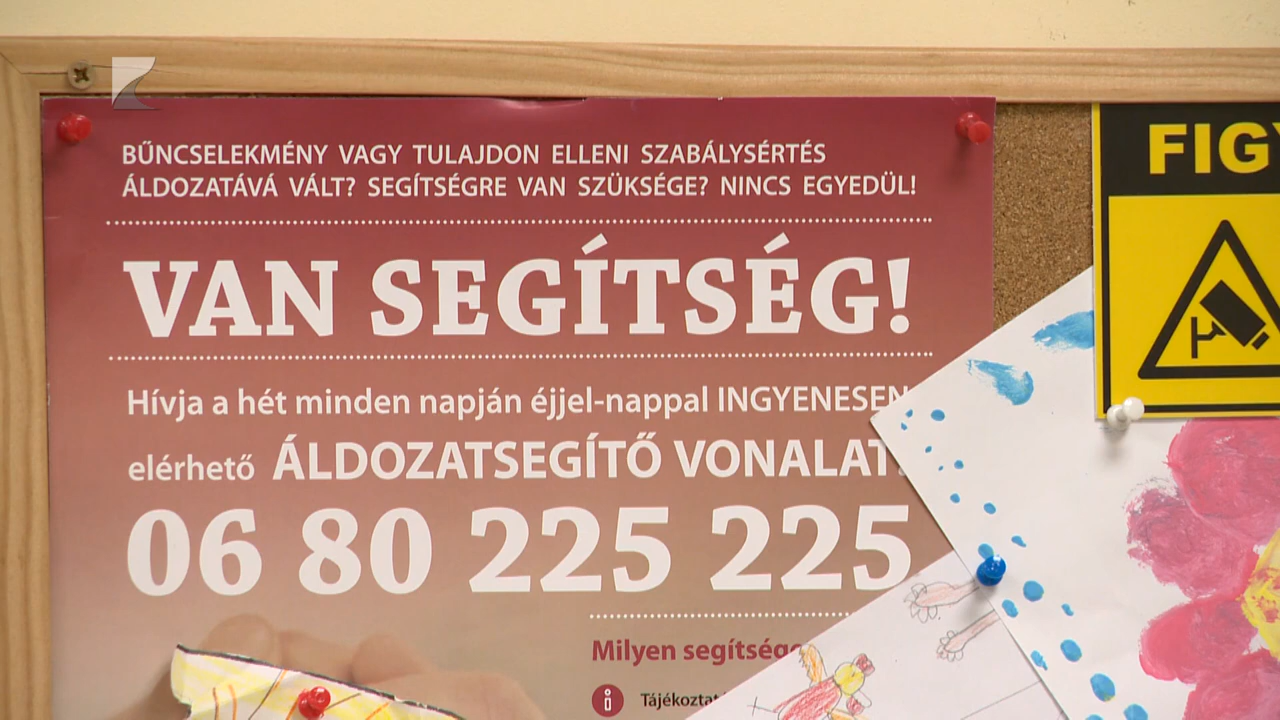 BŰNCSELEKMÉNY VAGY TULAJDON ELLENI SZABÁLYSÉRTÉS
ÁLDOZATÁVÁ VÁLT? SEGÍTSÉGRE VAN SZÜKSÉGE? NINCS EGYEDÜL!
VAN SEGÍTSÉG!
Hívja a hét minden napján éjjel-nappal INGYENESEN
elérhető ÁLDOZATSEGÍTŐ VONALAT!
06 80 225 225
Milyen
FIGY